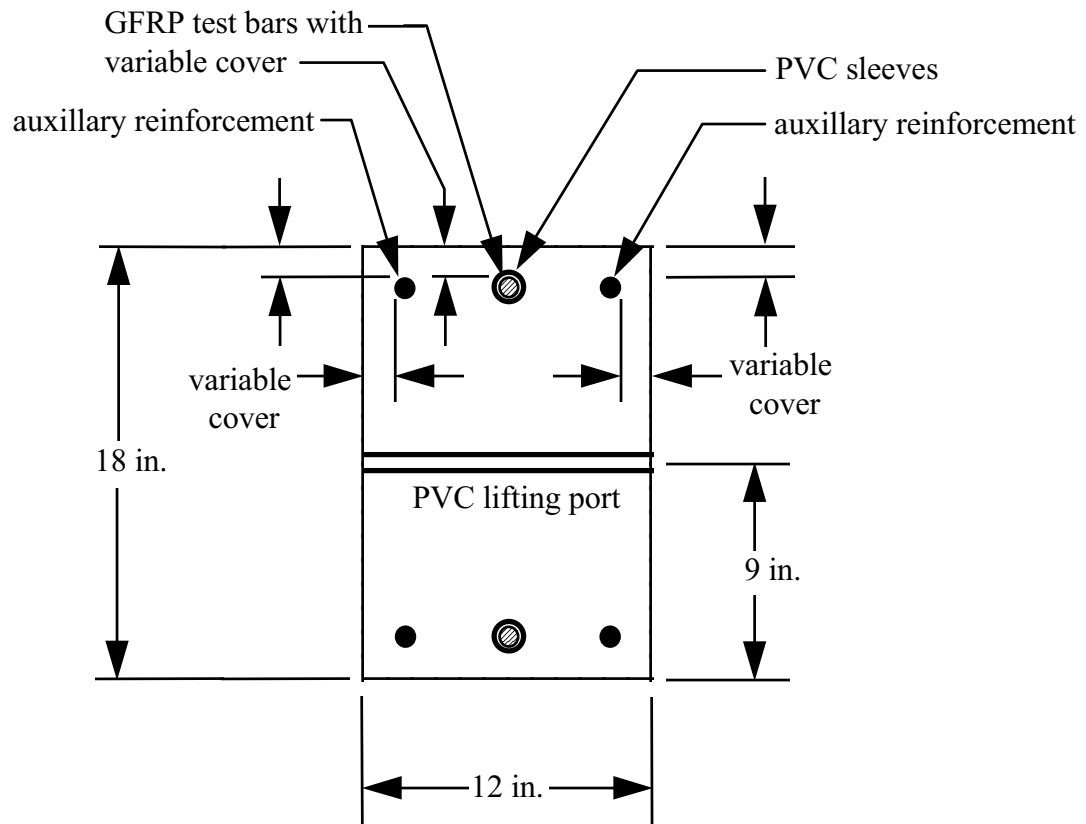 GFRP test bars with
variable cover
PVC sleeves
auxillary reinforcement
auxillary reinforcement
variable
cover
variable
cover
18 in.
PVC lifting port
9 in.
12 in.